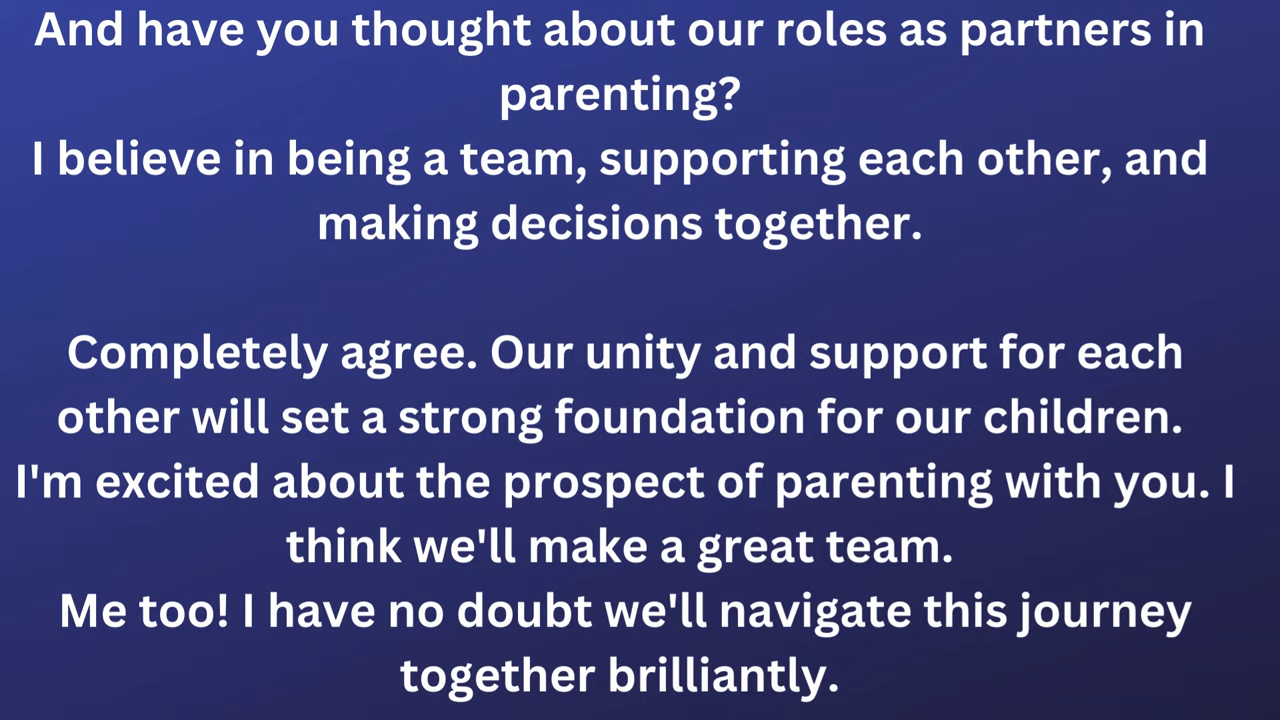 And have you thought about our roles as partners in
parenting?
I believe in being a team, supporting each other, and
making decisions together.
Completely agree. Our unity and support for each
other will set a strong foundation for our children.
I'm excited about the prospect of parenting with you. I
think we'll make a great team.
Me too! I have no doubt we'll navigate this journey
together brilliantly.